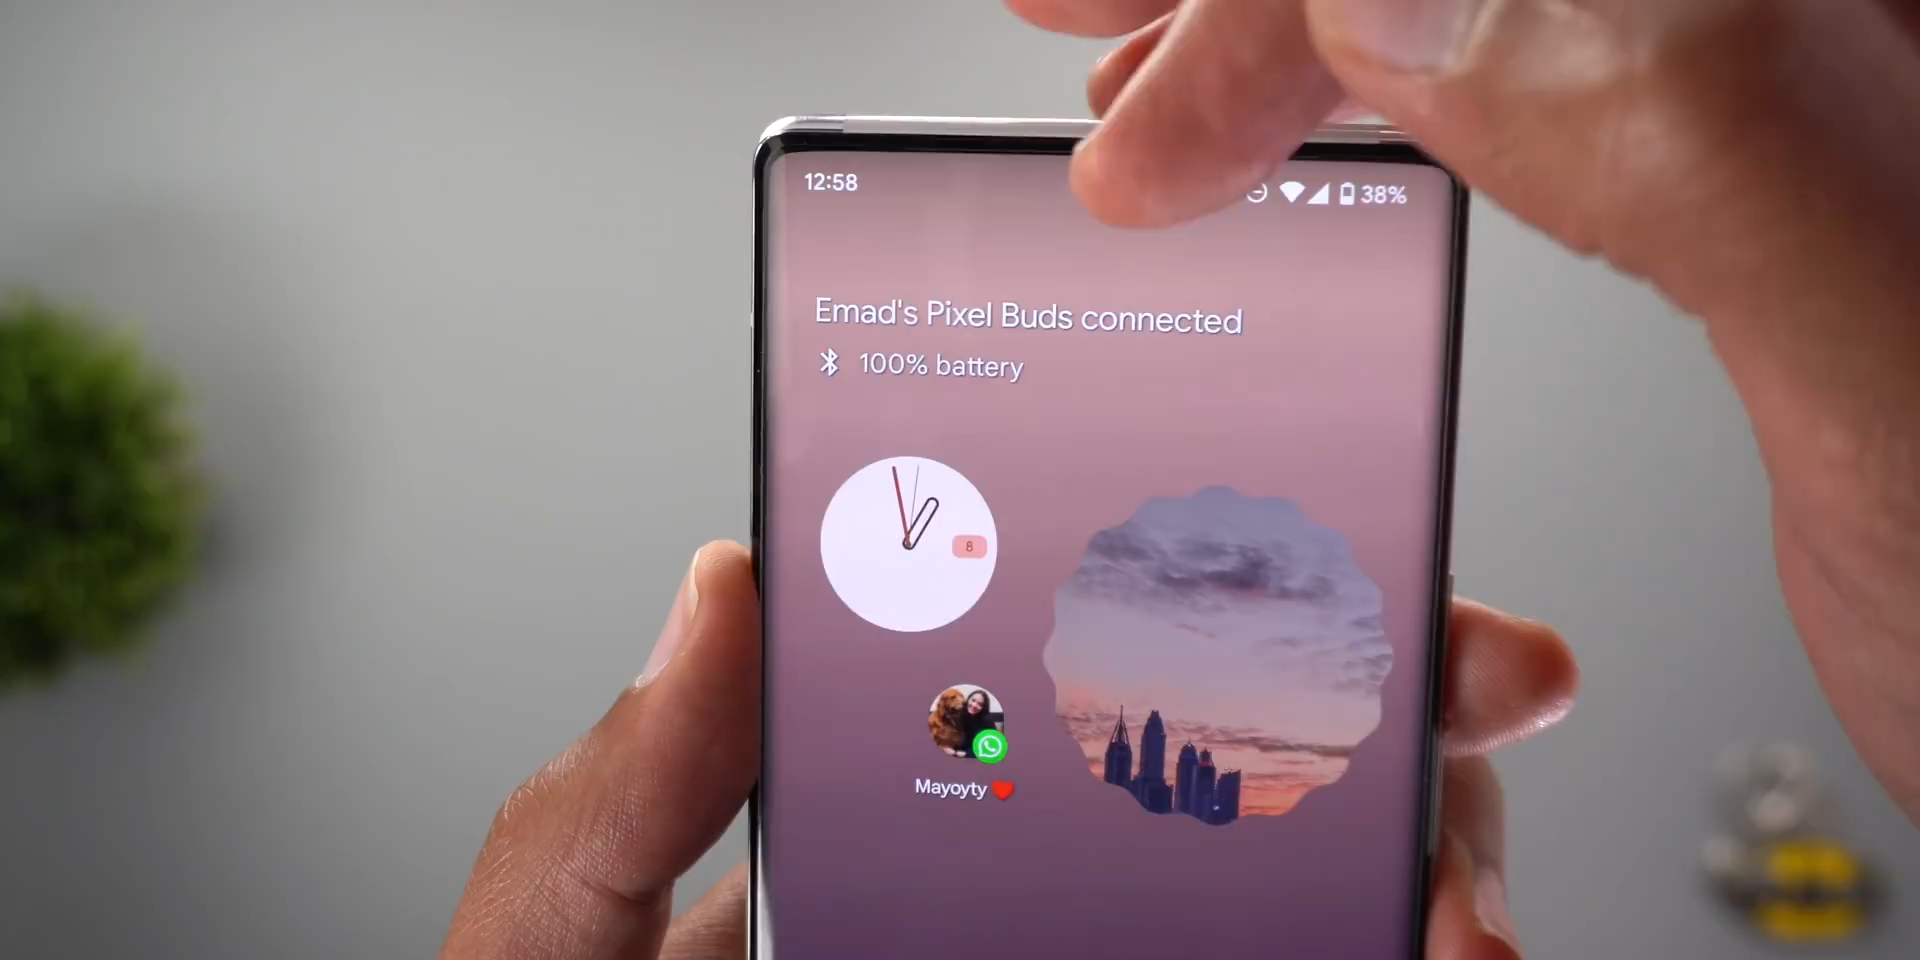 12:58
38%
Emad's Pixel Buds connected
100% battery
8
Mayoyty ❤️